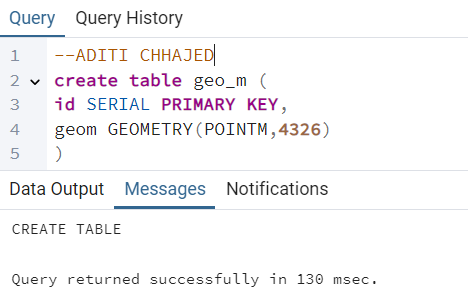 Query Query History
1 --ADITI CHHAJED
2 create table geo_m (
3 id SERIAL PRIMARY KEY,
4 geom GEOMETRY(POINTM,4326)
5 )
Data Output Messages Notifications
CREATE TABLE
Query returned successfully in 130 msec.